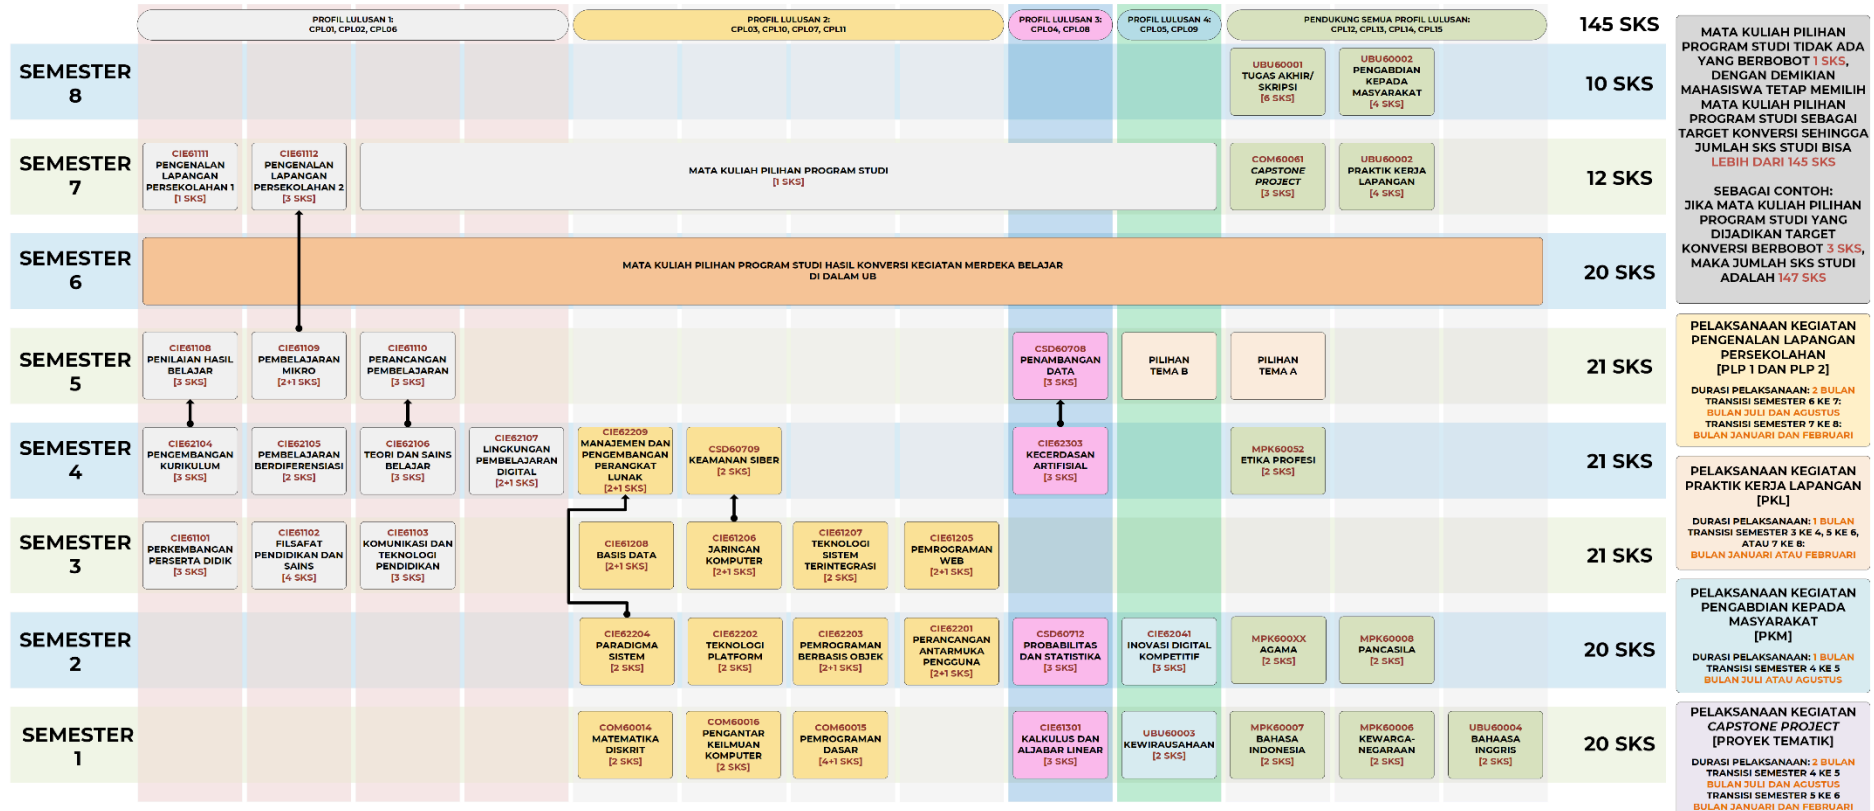 PROFIL LULUSAN 1:
CPL01, CPL02, CPL06
PROFIL LULUSAN 2:
CPL03, CPL10, CPL07, CPL11
PROFIL LULUSAN 3:
CPL04, CPL08
PROFIL LULUSAN 4:
CPL05, CPL09
PENDUKUNG SEMUA PROFIL LULUSAN:
CPL12, CPL13, CPL14, CPL15
145 SKS
SEMESTER
8
UBU60001
TUGAS AKHIR/
SKRIPSI
[6 SKS]
UBU60002
PENGABDIAN
KEPADA
MASYARAKAT
[4 SKS]
10 SKS
SEMESTER
7
CIE61111
PENGENALAN
LAPANGAN
PERSEKOLAHAN 1
[1 SKS]
CIE61112
PENGENALAN
LAPANGAN
PERSEKOLAHAN 2
[3 SKS]
MATA KULIAH PILIHAN PROGRAM STUDI
[1 SKS]
COM60061
CAPSTONE
PROJECT
[3 SKS]
UBU60002
PRAKTIK KERJA
LAPANGAN
[4 SKS]
12 SKS
SEMESTER
6
MATA KULIAH PILIHAN PROGRAM STUDI HASIL KONVERSI KEGIATAN MERDEKA BELAJAR
DI DALAM UB
20 SKS
SEMESTER
5
CIE61108
PENILAIAN HASIL
BELAJAR
[3 SKS]
CIE61109
PEMBELAJARAN
MIKRO
[2+1 SKS]
CIE61110
PERANCANGAN
PEMBELAJARAN
[3 SKS]
CSD60708
PENAMBANGAN
DATA
[3 SKS]
PILIHAN
TEMA B
PILIHAN
TEMA A
21 SKS
SEMESTER
4
CIE62104
PENGEMBANGAN
KURIKULUM
[3 SKS]
CIE62105
PEMBELAJARAN
BERDIFERENSIASI
[2 SKS]
CIE62106
TEORI DAN SAINS
BELAJAR
[3 SKS]
CIE62107
LINGKUNGAN
PEMBELAJARAN
DIGITAL
[2+1 SKS]
CIE62209
MANAJEMEN DAN
PENGEMBANGAN
PERANGKAT
LUNAK
[2+1 SKS]
CSD60709
KEAMANAN SIBER
[2 SKS]
CIE62303
KECERDASAN
ARTIFISIAL
[3 SKS]
MPK60052
ETIKA PROFESI
[2 SKS]
21 SKS
SEMESTER
3
CIE61101
PERKEMBANGAN
PERSERTA DIDIK
[3 SKS]
CIE61102
FILSAFAT
PENDIDIKAN DAN
SAINS
[4 SKS]
CIE61103
KOMUNIKASI DAN
TEKNOLOGI
PENDIDIKAN
[3 SKS]
CIE61208
BASIS DATA
[2+1 SKS]
CIE61206
JARINGAN
KOMPUTER
[2+1 SKS]
CIE61207
TEKNOLOGI
SISTEM
TERINTEGRASI
[2 SKS]
CIE61205
PEMROGRAMAN
WEB
[2+1 SKS]
21 SKS
SEMESTER
2
CIE62204
PARADIGMA
SISTEM
[2 SKS]
CIE62202
TEKNOLOGI
PLATFORM
[2 SKS]
CIE62203
PEMROGRAMAN
BERBASIS OBJEK
[2+1 SKS]
CIE62201
PERANCANGAN
ANTARMUKA
PENGGUNA
[2+1 SKS]
CSD60712
PROBABILITAS
DAN STATISTIKA
[3 SKS]
CIE62041
INOVASI DIGITAL
KOMPETITIF
[3 SKS]
MPK600XX
AGAMA
[2 SKS]
MPK60008
PANCASILA
[2 SKS]
20 SKS
SEMESTER
1
COM60014
MATEMATIKA
DISKRIT
[2 SKS]
COM60016
PENGANTAR
KEILMUAN
KOMPUTER
[2 SKS]
COM60015
PEMROGRAMAN
DASAR
[4+1 SKS]
CIE61301
KALKULUS DAN
ALJABAR LINEAR
[3 SKS]
UBU60003
KEWIRAUSAHAAN
[2 SKS]
MPK60007
BAHASA
INDONESIA
[2 SKS]
MPK60006
KEWARGA-
NEGARAAN
[2 SKS]
UBU60004
BAHAASA
INGGRIS
[2 SKS]
20 SKS
MATA KULIAH PILIHAN
PROGRAM STUDI TIDAK ADA
YANG BERBOBOT 1 SKS,
DENGAN DEMIKIAN
MAHASISWA TETAP MEMILIH
MATA KULIAH PILIHAN
PROGRAM STUDI SEBAGAI
TARGET KONVERSI SEHINGGA
JUMLAH SKS STUDI BISA
LEBIH DARI 145 SKS
SEBAGAI CONTOH:
JIKA MATA KULIAH PILIHAN
PROGRAM STUDI YANG
DIJADIKAN TARGET
KONVERSI BERBOBOT 3 SKS,
MAKA JUMLAH SKS STUDI
ADALAH 147 SKS
PELAKSANAAN KEGIATAN
PENGENALAN LAPANGAN
PERSEKOLAHAN
[PLP 1 DAN PLP 2]
DURASI PELAKSANAAN: 2 BULAN
TRANSISI SEMESTER 6 KE 7:
BULAN JULI DAN AGUSTUS
TRANSISI SEMESTER 7 KE 8:
BULAN JANUARI DAN FEBRUARI
PELAKSANAAN KEGIATAN
PRAKTIK KERJA LAPANGAN
[PKL]
DURASI PELAKSANAAN: 1 BULAN
TRANSISI SEMESTER 3 KE 4, 5 KE 6,
ATAU 7 KE 8:
BULAN JANUARI ATAU FEBRUARI
PELAKSANAAN KEGIATAN
PENGABDIAN KEPADA
MASYARAKAT
[PKM]
DURASI PELAKSANAAN: 1 BULAN
TRANSISI SEMESTER 4 KE 5
BULAN JULI ATAU AGUSTUS
PELAKSANAAN KEGIATAN
CAPSTONE PROJECT
[PROYEK TEMATIK]
DURASI PELAKSANAAN: 2 BULAN
TRANSISI SEMESTER 4 KE 5
BULAN JULI DAN AGUSTUS
TRANSISI SEMESTER 5 KE 6
BULAN JANUARI DAN FEBRUARI